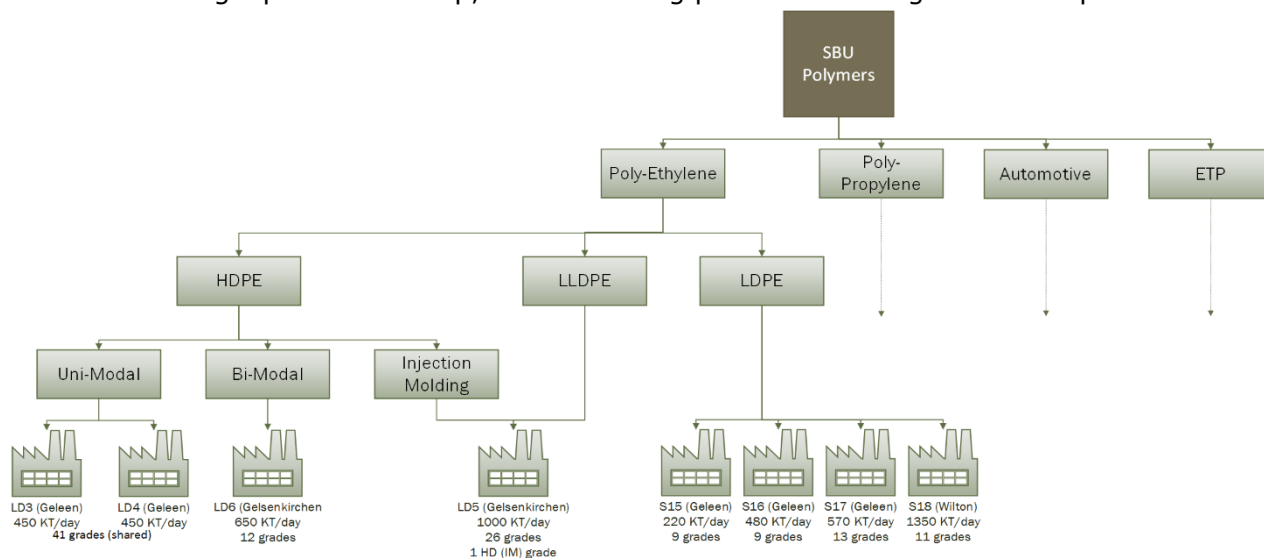 SBU
Polymers
Poly-Ethylene
Poly-
Propylene
Automotive
ETP
HDPE
LLDPE
LDPE
Uni-Modal
Bi-Modal
Injection
Molding
LD3 (Geleen)
450 KT/day
LD4 (Geleen)
450 KT/day
41 grades (shared)
LD6 (Gelsenkirchen
650 KT/day
12 grades
LD5 (Gelsenkirchen)
1000 KT/day
26 grades
1 HD (IM) grade
S15 (Geleen)
220 KT/day
9 grades
S16 (Geleen)
480 KT/day
9 grades
S17 (Geleen)
570 KT/day
13 grades
S18 (Wilton)
1350 KT/day
11 grades